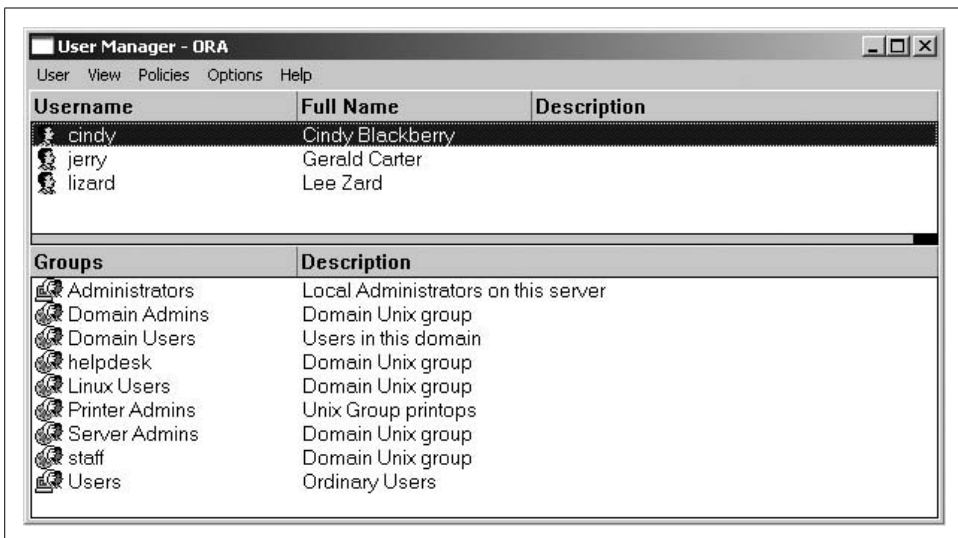 User Manager - ORA
User View Policies Options Help
Username Full Name Description
cindy Cindy Blackberry
jerry Gerald Carter
lizard Lee Zard
Groups Description
Administrators Local Administrators on this server
Domain Admins Domain Unix group
Domain Users Users in this domain
helpdesk Domain Unix group
Linux Users Domain Unix group
Printer Admins Unix Group printops
Server Admins Domain Unix group
staff Domain Unix group
Users Ordinary Users